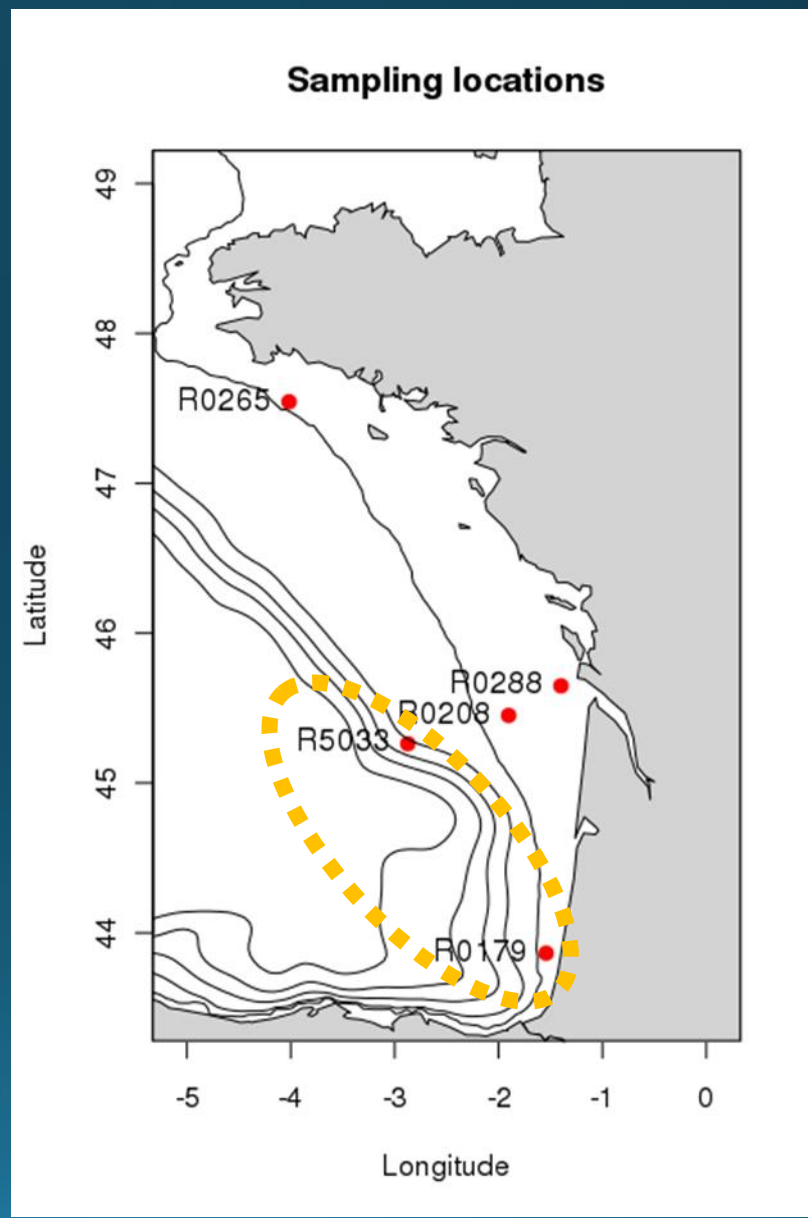 Sampling locations
49
48
47
46
45
44
Latitude
R0265
R0288
R0208
R5033
R0179
-5 -4 -3 -2 -1 0
Longitude